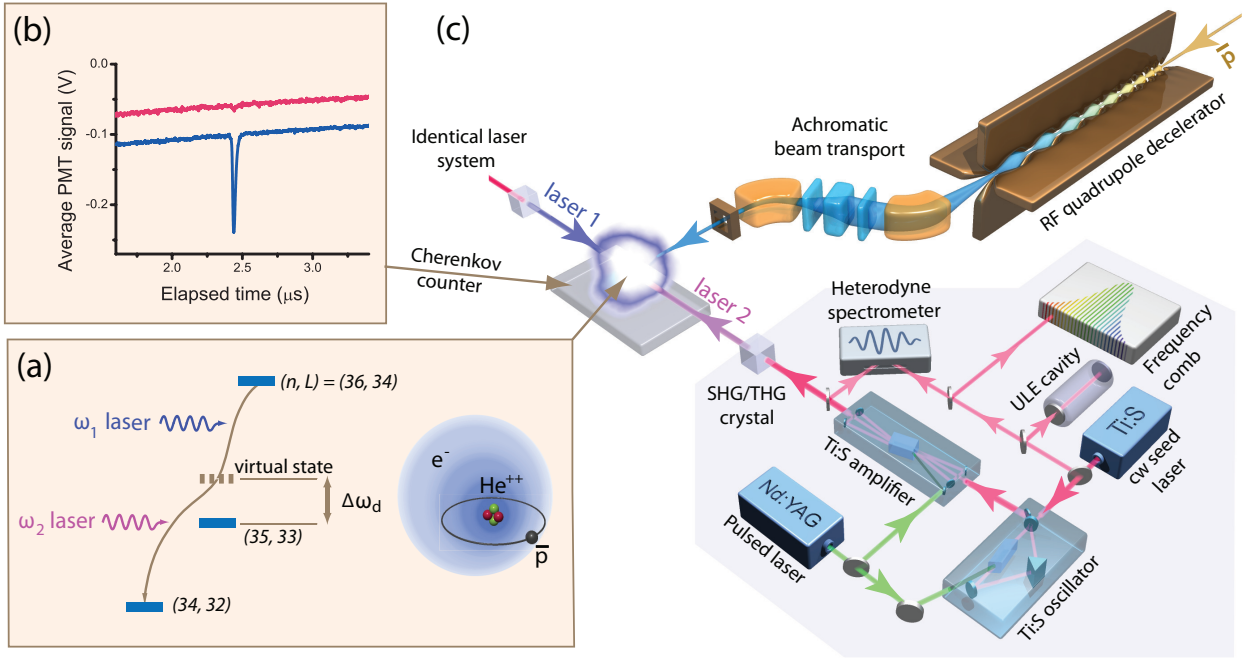 (b)
0.0
-0.1
-0.2
Average PMT signal (V)
2.0
2.5
3.0
Elapsed time (μs)
(a)
(n, L) = (36, 34)
ω1 laser
virtual state
Δωd
ω2 laser
(35, 33)
(34, 32)
e-
He++
p̅
(c)
p̅
RF quadrupole decelerator
Achromatic
beam transport
Identical laser
system
laser 1
Cherenkov
counter
laser 2
Heterodyne
spectrometer
Frequency
comb
ULE cavity
SHG/THG
crystal
Ti:S
cw seed
laser
Ti:S amplifier
Nd:YAG
Pulsed laser
Ti:S oscillator